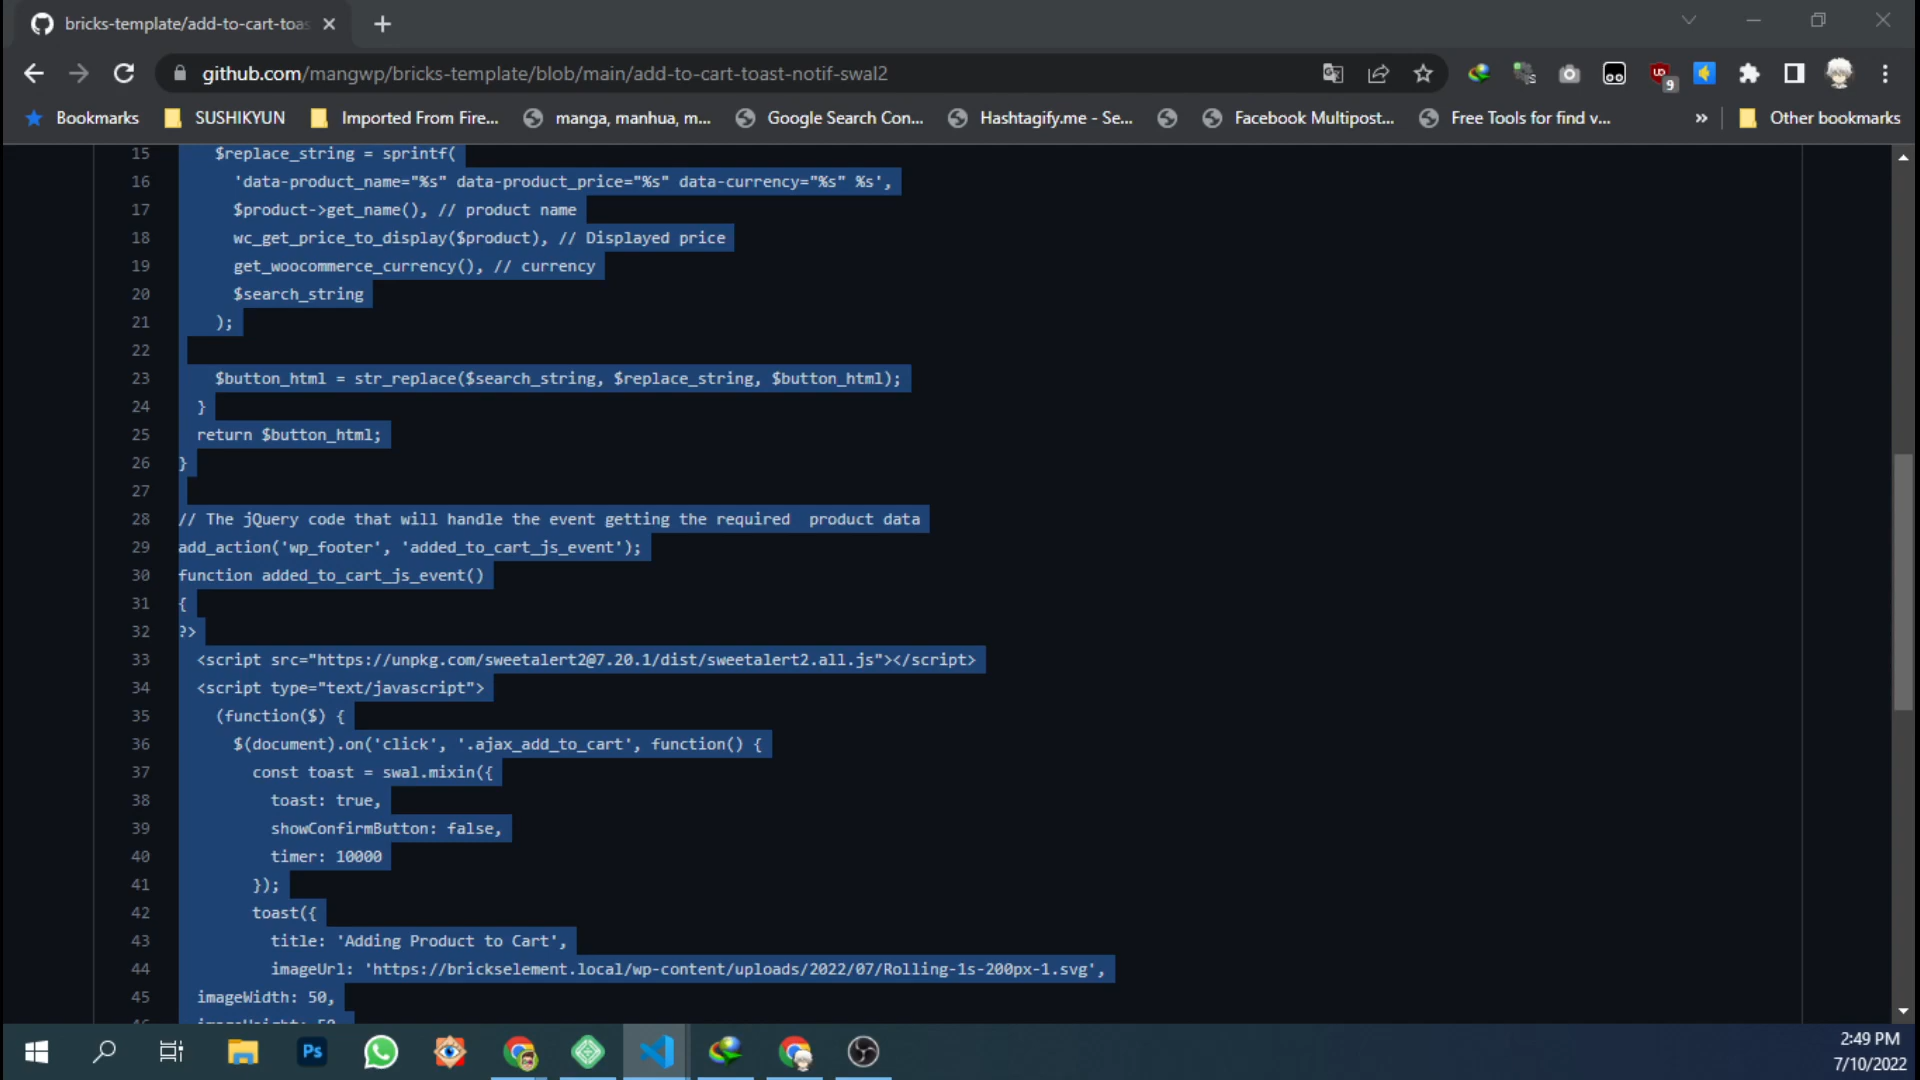 bricks-template/add-to-cart-toas
github.com/mangwp/bricks-template/blob/main/add-to-cart-toast-notif-swal2
UD
9
Bookmarks
SUSHIKYUN
Imported From Fire...
manga, manhua, m...
Google Search Con...
Hashtagify.me - Se...
Facebook Multipost...
Free Tools for find v...
»
Other bookmarks
15 $replace_string = sprintf(
16 'data-product_name="%s" data-product_price="%s" data-currency="%s" %s',
17 $product->get_name(), // product name
18 wc_get_price_to_display($product), // Displayed price
19 get_woocommerce_currency(), // currency
20 $search_string
21 );
22
23 $button_html = str_replace($search_string, $replace_string, $button_html);
24 }
25 return $button_html;
26 }
27
28 // The jQuery code that will handle the event getting the required  product data
29 add_action('wp_footer', 'added_to_cart_js_event');
30 function added_to_cart_js_event()
31 {
32 ?>
33 <script src="https://unpkg.com/sweetalert2@7.20.1/dist/sweetalert2.all.js"></script>
34 <script type="text/javascript">
35 (function($) {
36 $(document).on('click', '.ajax_add_to_cart', function() {
37 const toast = swal.mixin({
38 toast: true,
39 showConfirmButton: false,
40 timer: 10000
41 });
42 toast({
43 title: 'Adding Product to Cart',
44 imageUrl: 'https://brickselement.local/wp-content/uploads/2022/07/Rolling-1s-200px-1.svg',
45 imageWidth: 50,
Ps
2:49 PM
7/10/2022